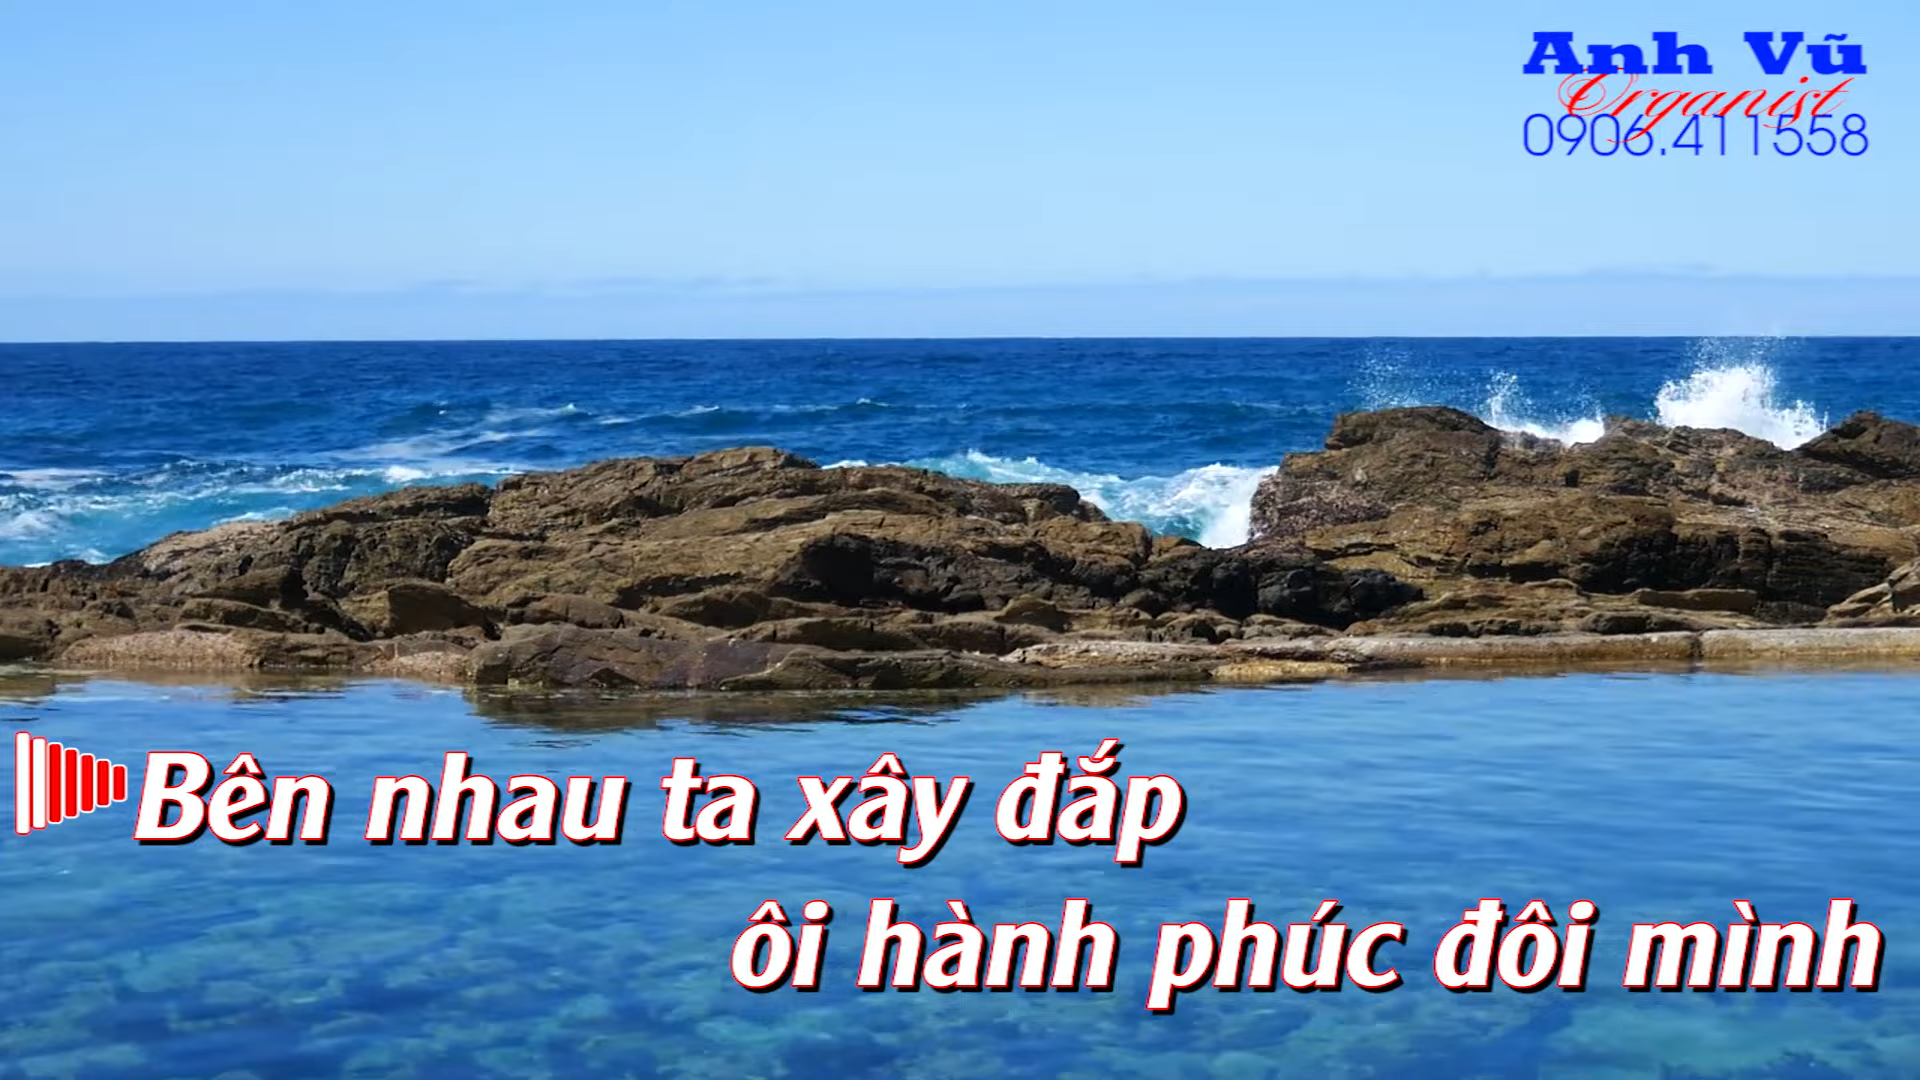 Anh Vũ
Organist
0906.411558
Bên nhau ta xây đắp
ôi hành phúc đôi mình